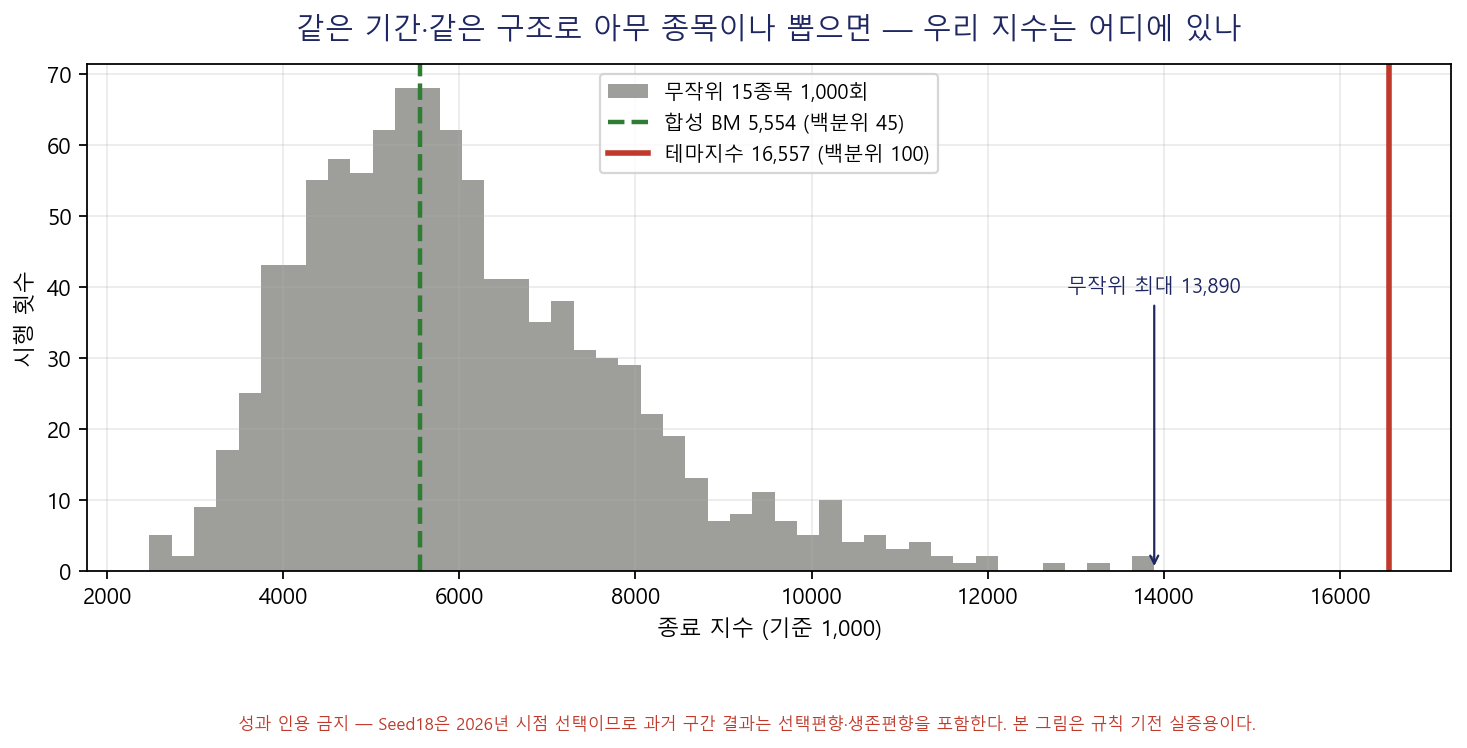 같은 기간·같은 구조로 아무 종목이나 뽑으면 — 우리 지수는 어디에 있나
70
60
50
40
30
20
10
0
시행 횟수
무작위 15종목 1,000회
합성 BM 5,554 (백분위 45)
테마지수 16,557 (백분위 100)
무작위 최대 13,890
2000 4000 6000 8000 10000 12000 14000 16000
종료 지수 (기준 1,000)
성과 인용 금지 — Seed18은 2026년 시점 선택이므로 과거 구간 결과는 선택편향·생존편향을 포함한다. 본 그림은 규칙 기전 실증용이다.